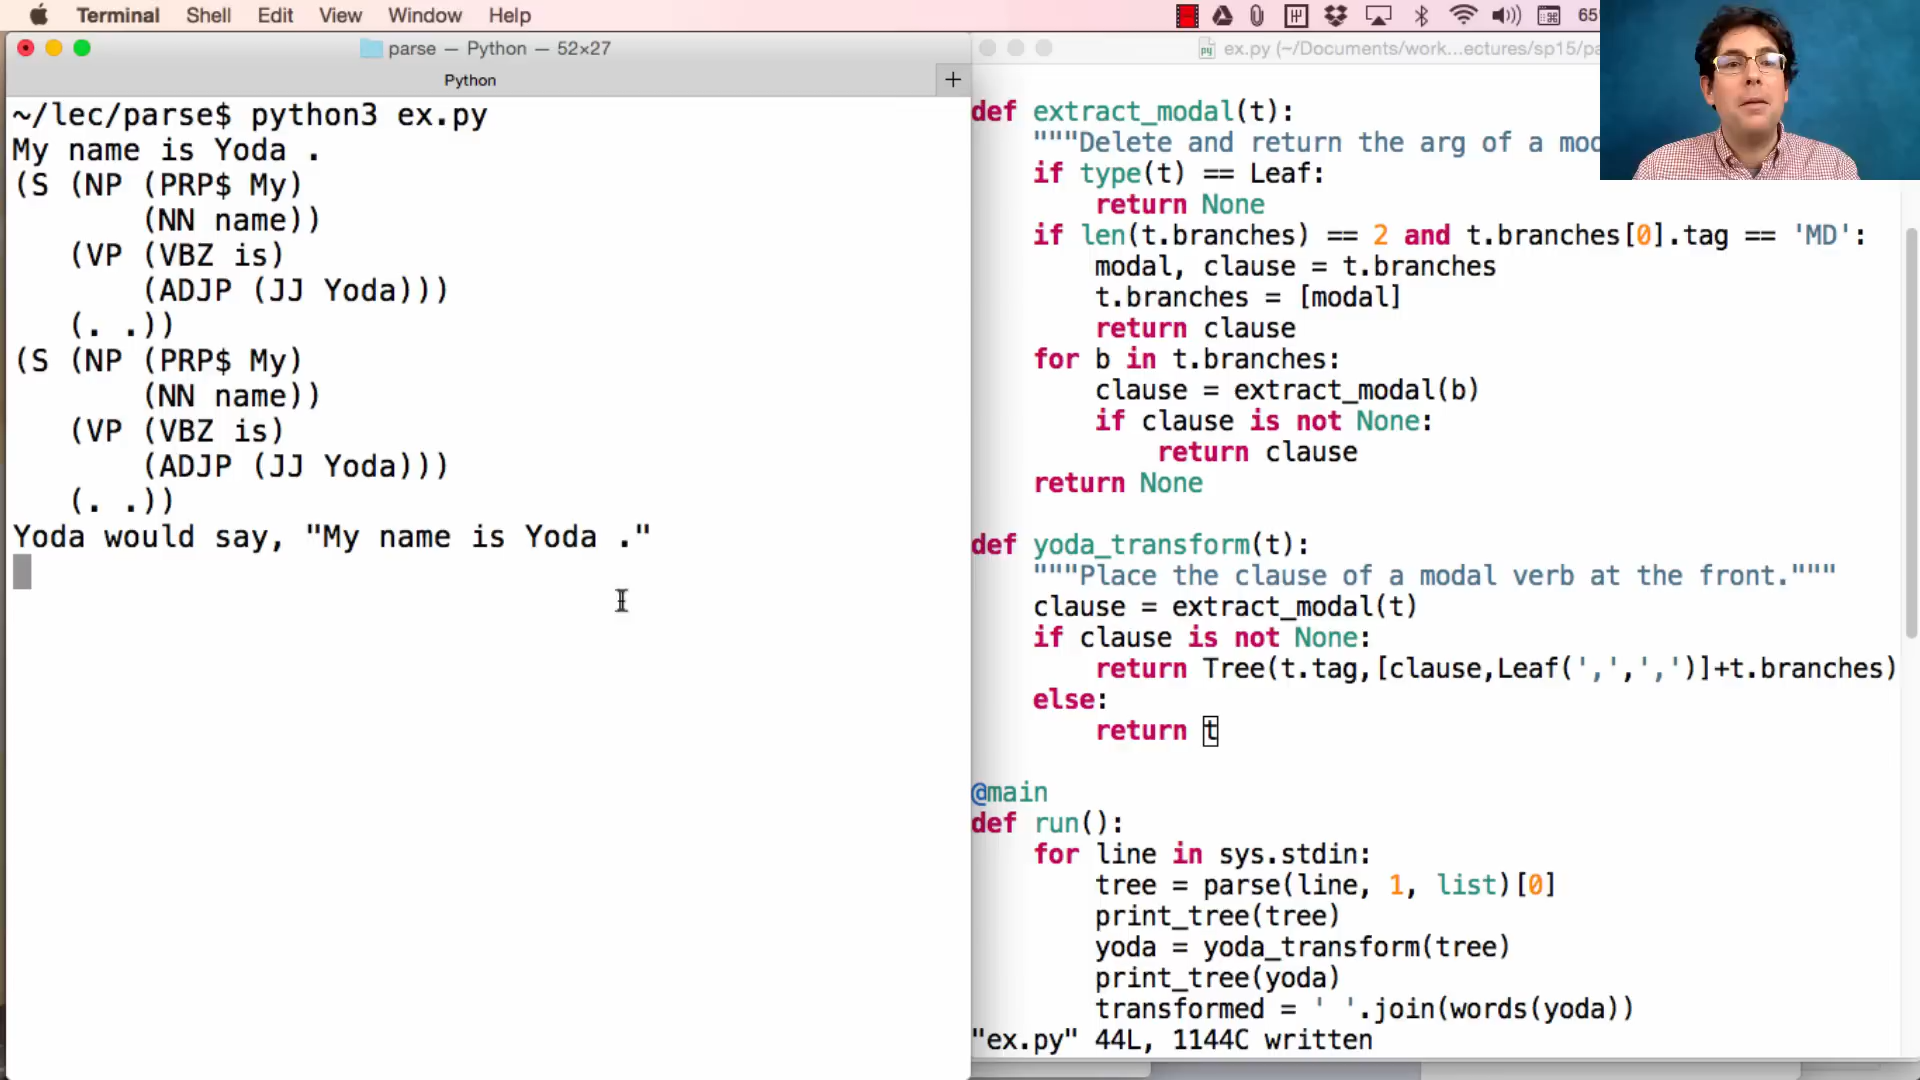 Terminal Shell Edit View Window Help 65
parse — Python — 52×27
Python
~/lec/parse$ python3 ex.py
My name is Yoda .
(S (NP (PRP$ My)
(NN name))
(VP (VBZ is)
(ADJP (JJ Yoda)))
(. .))
(S (NP (PRP$ My)
(NN name))
(VP (VBZ is)
(ADJP (JJ Yoda)))
(. .))
Yoda would say, "My name is Yoda ."
ex.py (~/Documents/work...ectures/sp15/pa
def extract_modal(t):
"""Delete and return the arg of a mod
if type(t) == Leaf:
return None
if len(t.branches) == 2 and t.branches[0].tag == 'MD':
modal, clause = t.branches
t.branches = [modal]
return clause
for b in t.branches:
clause = extract_modal(b)
if clause is not None:
return clause
return None
def yoda_transform(t):
"""Place the clause of a modal verb at the front."""
clause = extract_modal(t)
if clause is not None:
return Tree(t.tag,[clause,Leaf(',',',')]+t.branches)
else:
return t
@main
def run():
for line in sys.stdin:
tree = parse(line, 1, list)[0]
print_tree(tree)
yoda = yoda_transform(tree)
print_tree(yoda)
transformed = ' '.join(words(yoda))
"ex.py" 44L, 1144C written